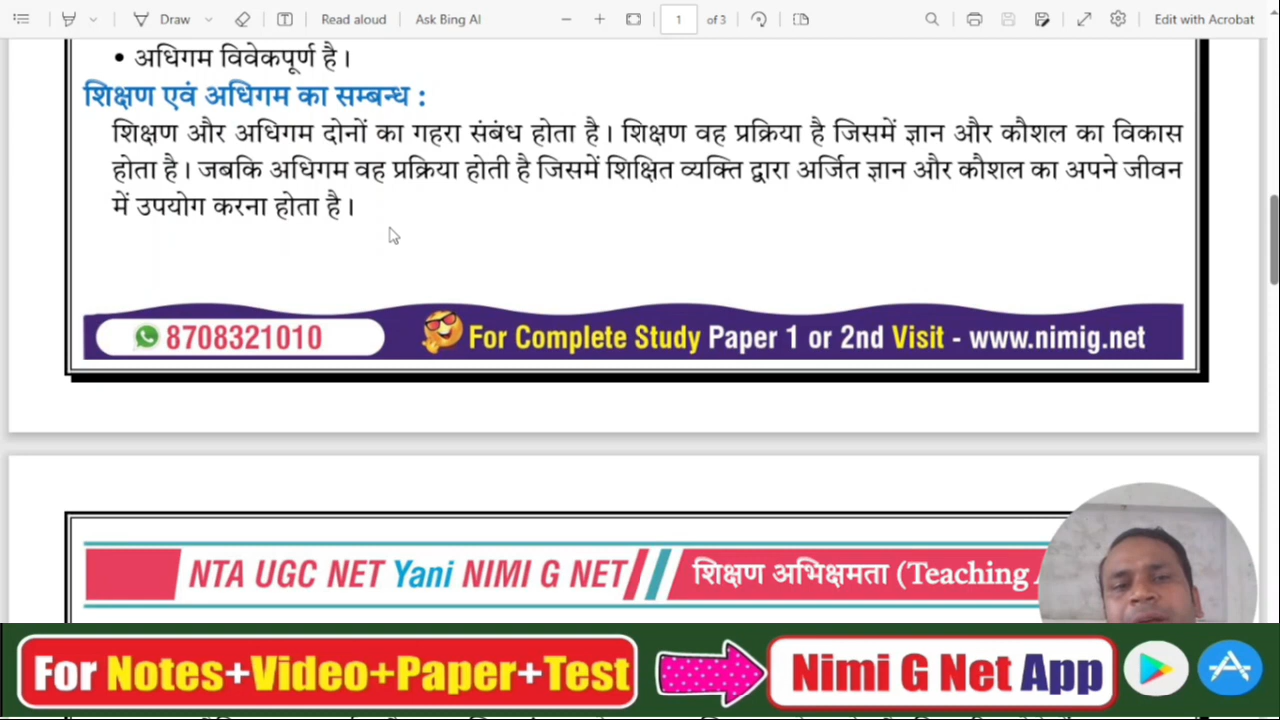 Draw
Read aloud
Ask Bing AI
1
of 3
Edit with Acrobat
• अधिगम विवेकपूर्ण है।
शिक्षण एवं अधिगम का सम्बन्ध :
शिक्षण और अधिगम दोनों का गहरा संबंध होता है। शिक्षण वह प्रक्रिया है जिसमें ज्ञान और कौशल का विकास
होता है। जबकि अधिगम वह प्रक्रिया होती है जिसमें शिक्षित व्यक्ति द्वारा अर्जित ज्ञान और कौशल का अपने जीवन
में उपयोग करना होता है।
8708321010
For Complete Study Paper 1 or 2nd Visit - www.nimig.net
NTA UGC NET Yani NIMI G NET
शिक्षण अभिक्षमता (Teaching
For Notes+Video+Paper+Test
Nimi G Net App